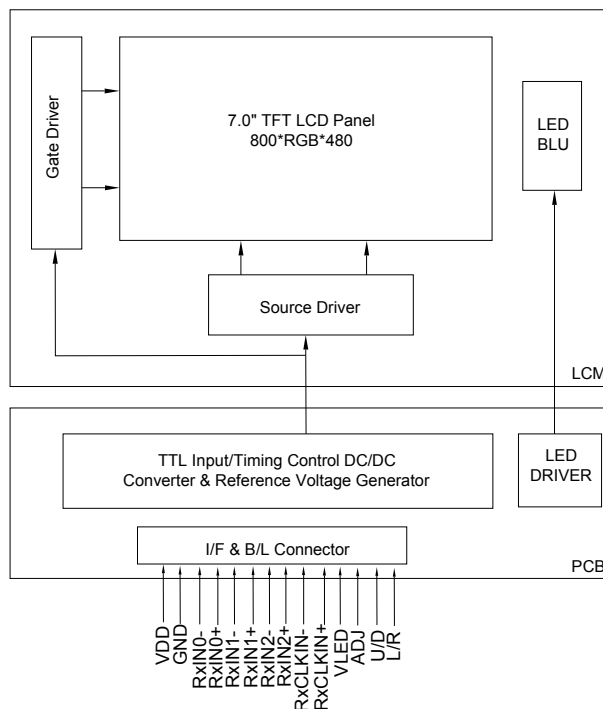 Gate Driver
7.0" TFT LCD Panel
800*RGB*480
LED
BLU
Source Driver
LCM
TTL Input/Timing Control DC/DC
Converter & Reference Voltage Generator
LED
DRIVER
I/F & B/L Connector
PCB
VDD
GND
RxIN0-
RxIN0+
RxIN1-
RxIN1+
RxIN2-
RxIN2+
RxCLKIN-
RxCLKIN+
VLED
ADJ
U/D
L/R